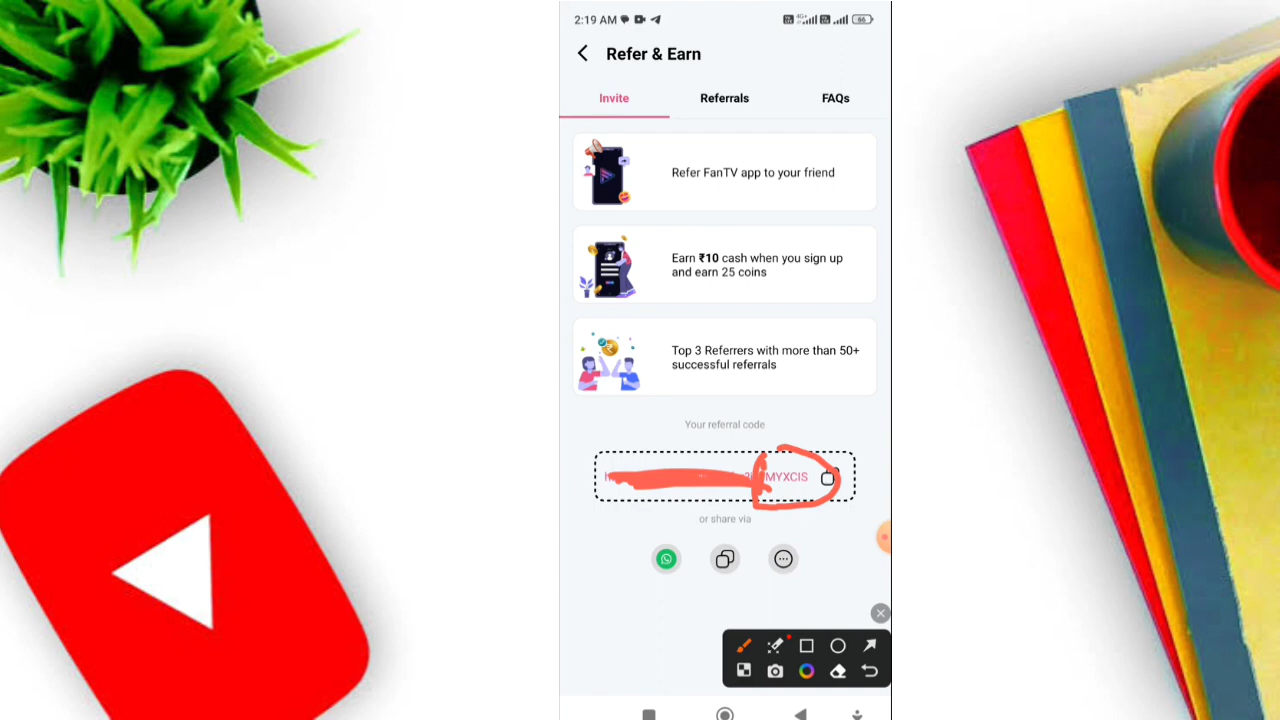 2:19 AM
4G+
66
Refer & Earn
Invite
Referrals
FAQs
Refer FanTV app to your friend
Earn ₹10 cash when you sign up
and earn 25 coins
Top 3 Referrers with more than 50+
successful referrals
Your referral code
MYXCIS
or share via